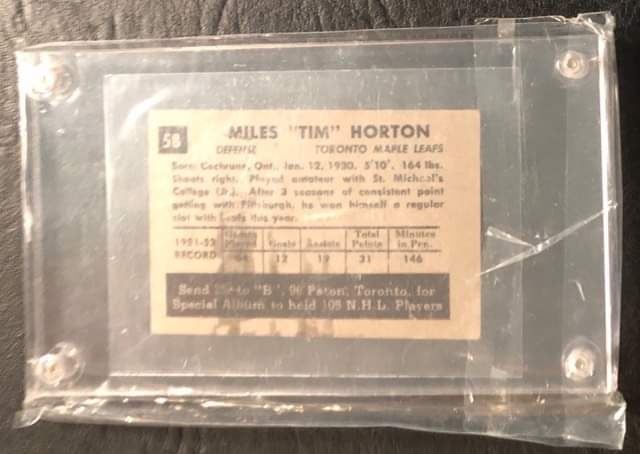 58
MILES "TIM" HORTON
DEFENSE TORONTO MAPLE LEAFS
Born Cochrane, Ont., Jan. 12, 1930. 5'10". 164 lbs.
Shoots right. Played amateur with St. Michael's
College (Jr.). After 3 seasons of consistent point
getting with Pittsburgh, he won himself a regular
slot with Leafs this year.
Games Total Minutes
1951-52 Played Goals Assists Points in Pen.
RECORD 12 19 31 146
Send to "B", 90 Paton, Toronto, for
Special Album to hold 105 N.H.L. Players